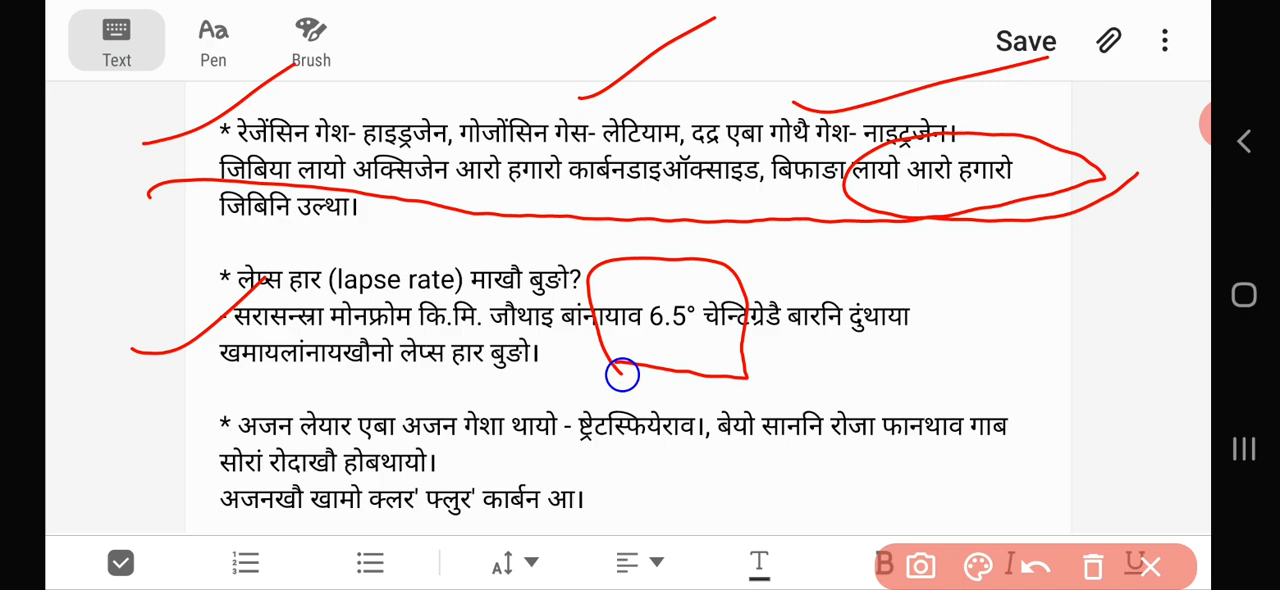 Text
Aa
Pen
Brush
Save
* रेजेंसिन गेश- हाइड्रजेन, गोजोंसिन गेस- लेटियाम, दद्र एबा गोथै गेश- नाइट्रजेन।
जिबिया लायो अक्सिजेन आरो हगारो कार्बनडाइऑक्साइड, बिफाङा लायो आरो हगारो
जिबिनि उल्था।
* लेप्स हार (lapse rate) माखौ बुङो?
- सरासन्स्रा मोनफ्रोम कि.मि. जौथाइ बांनायाव 6.5° चेन्टिग्रेडै बारनि दुंथाया
खमायलांनायखौनो लेप्स हार बुङो।
* अजन लेयार एबा अजन गेशा थायो - ष्ट्रेटस्फियेराव।, बेयो साननि रोजा फानथाव गाब
सोरां रोदाखौ होबथायो।
अजनखौ खामो क्लर' फ्लुर' कार्बन आ।
A T B I U